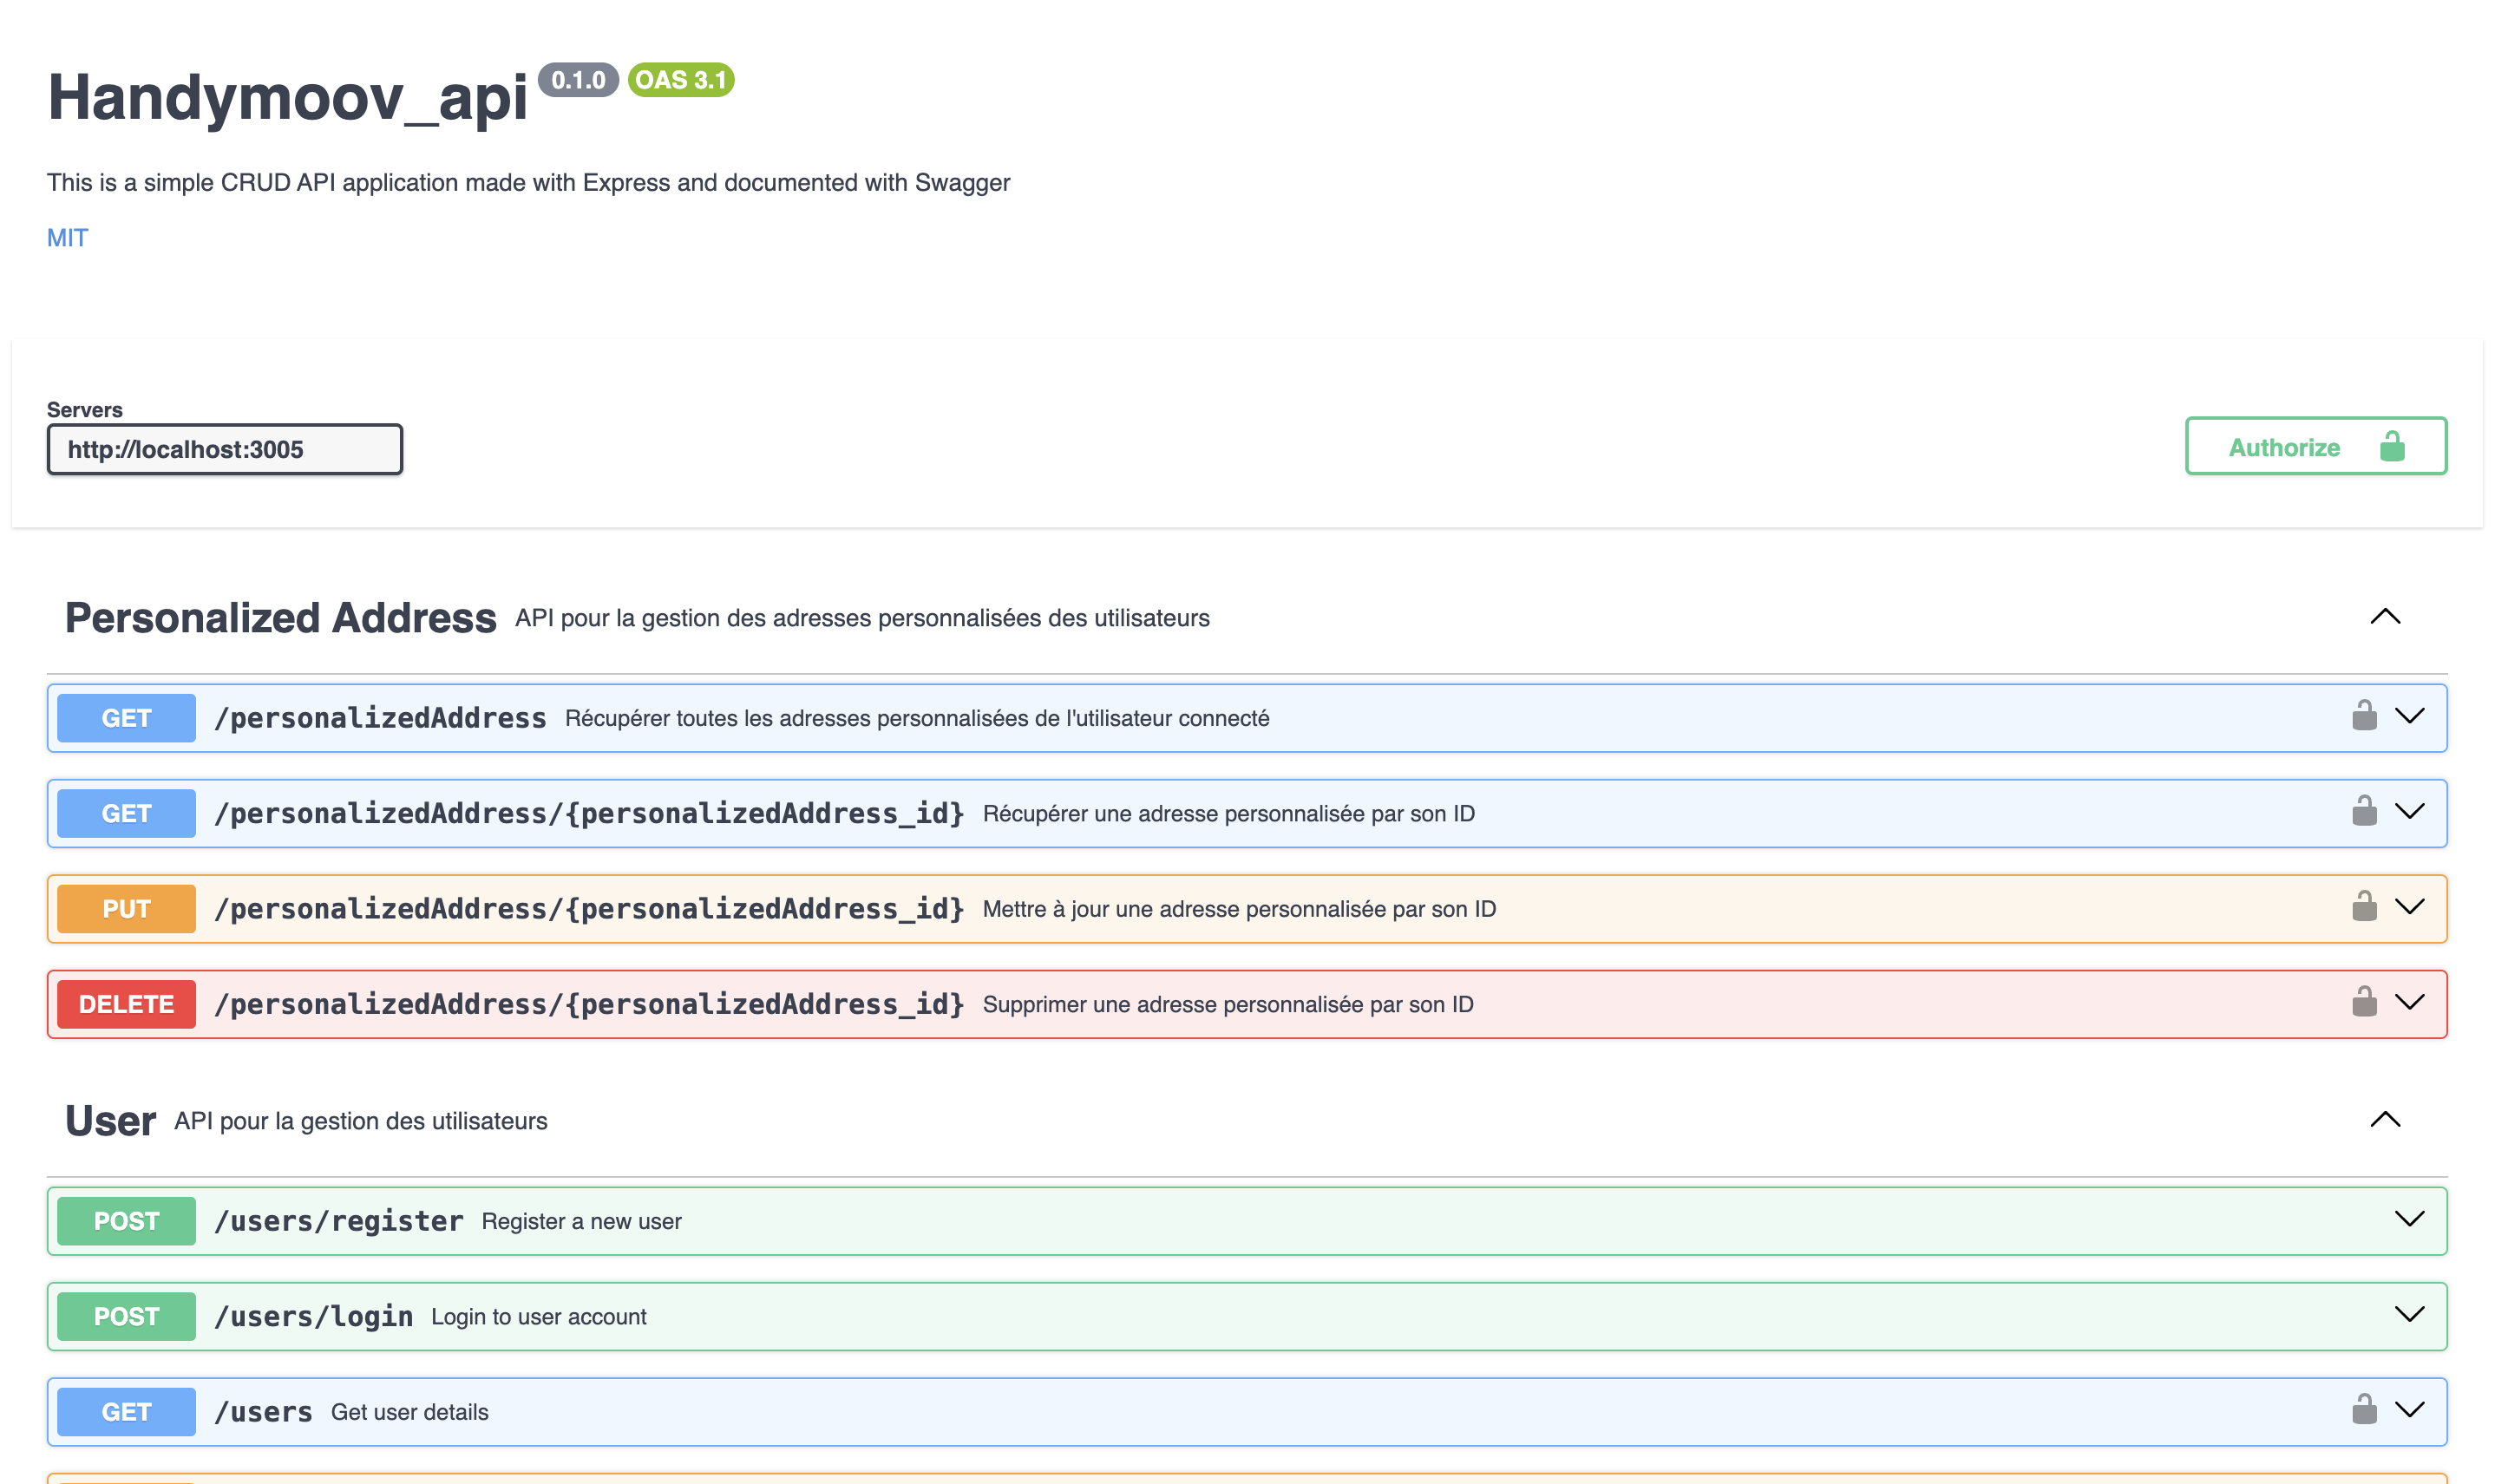 Handymoov_api 0.1.0 OAS 3.1
This is a simple CRUD API application made with Express and documented with Swagger
MIT
Servers
http://localhost:3005
Authorize
Personalized Address API pour la gestion des adresses personnalisées des utilisateurs
GET /personalizedAddress Récupérer toutes les adresses personnalisées de l'utilisateur connecté
GET /personalizedAddress/{personalizedAddress_id} Récupérer une adresse personnalisée par son ID
PUT /personalizedAddress/{personalizedAddress_id} Mettre à jour une adresse personnalisée par son ID
DELETE /personalizedAddress/{personalizedAddress_id} Supprimer une adresse personnalisée par son ID
User API pour la gestion des utilisateurs
POST /users/register Register a new user
POST /users/login Login to user account
GET /users Get user details